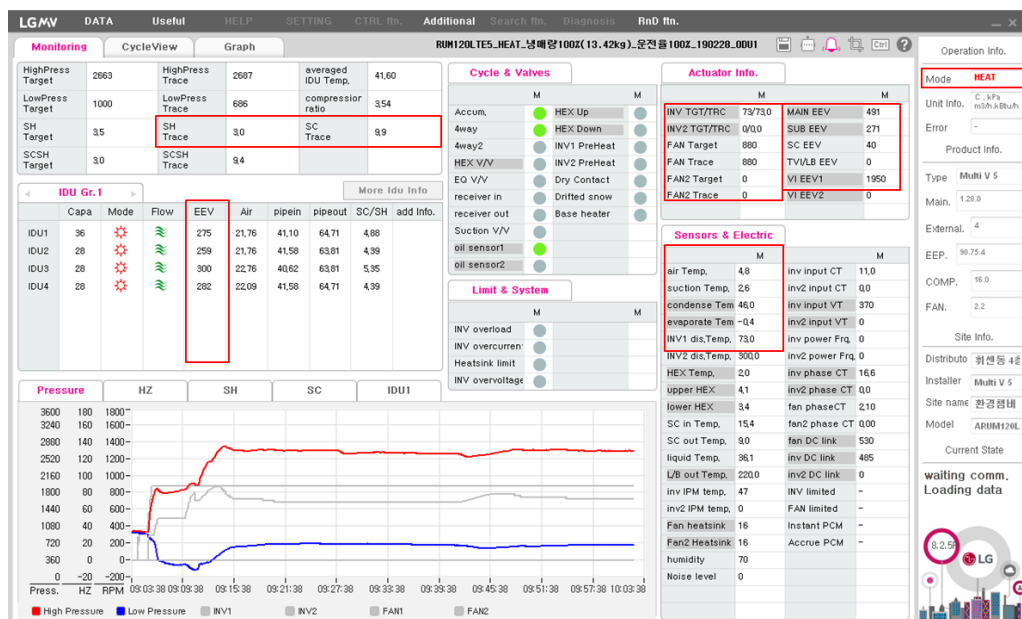 LGMV DATA Useful HELP SETTING CTRL ftn. Additional Search ftn. Diagnosis RnD ftn.
Monitoring CycleView Graph RUM120LTE5_HEAT_냉매량100%(13.42kg)_운전율100%_190228_ODU1 Ctrl ?
HighPress Target 2663 HighPress Trace 2687 averaged IDU Temp, 41,60
LowPress Target 1000 LowPress Trace 686 compressior ratio 3,54
SH Target 3,5 SH Trace 3,0 SC Trace 9,9
SCSH Target 3,0 SCSH Trace 9,4
IDU Gr.1 More Idu Info
Capa Mode Flow EEV Air pipein pipeout SC/SH add Info.
IDU1 36 275 21,76 41,10 64,71 4,88
IDU2 28 259 21,76 41,58 63,81 4,39
IDU3 28 300 22,76 40,62 63,81 5,35
IDU4 28 282 22,09 41,58 64,71 4,39
Pressure HZ SH SC IDU1
3600 180 1800
3240 160 1600
2880 140 1400
2520 120 1200
2160 100 1000
1800 80 800
1440 60 600
1080 40 400
720 20 200
360 0 0
0 -20 -200
Press. HZ RPM 09:03:38 09:09:38 09:15:38 09:21:38 09:27:38 09:33:38 09:39:38 09:45:38 09:51:38 09:57:38 10:03:38
High Pressure Low Pressure INV1 INV2 FAN1 FAN2
Cycle & Valves
M M
Accum, HEX Up
4way HEX Down
4way2 INV1 PreHeat
HEX V/V INV2 PreHeat
EQ V/V Dry Contact
receiver in Drifted snow
receiver out Base heater
Suction V/V
oil sensor1
oil sensor2
Limit & System
M M
INV overload
INV overcurren
Heatsink limit
INV overvoltage
Actuator Info.
M M
INV TGT/TRC 73/73,0 MAIN EEV 491
INV2 TGT/TRC 0/0,0 SUB EEV 271
FAN Target 880 SC EEV 40
FAN Trace 880 TVI/LB EEV 0
FAN2 Target 0 VI EEV1 1950
FAN2 Trace 0 VI EEV2 0
Sensors & Electric
M M
air Temp, 4,8 inv input CT 11,0
suction Temp, 2,6 inv2 input CT 0,0
condense Tem 46,0 inv input VT 370
evaporate Tem -0,4 inv2 input VT 0
INV1 dis,Temp, 73,0 inv power Frq, 0
INV2 dis,Temp, 300,0 inv2 power Frq, 0
HEX Temp, 2,0 inv phase CT 16,6
upper HEX 4,1 inv2 phase CT 0,0
lower HEX 3,4 fan phaseCT 2,10
SC in Temp, 15,4 fan2 phase CT 0,00
SC out Temp, 9,0 fan DC link 530
liquid Temp, 36,1 inv DC link 485
L/B out Temp, 220,0 inv2 DC link 0
inv IPM temp, 47 INV limited -
inv2 IPM temp, 0 FAN limited -
Fan heatsink 16 Instant PCM -
Fan2 Heatsink 16 Accrue PCM -
humidity 70
Noise level 0
Operation Info.
Mode HEAT
Unit Info. C , kPa m3/h,kBtu/h
Error -
Product Info.
Type Multi V 5
Main. 1.28.0
External. 4
EEP. 90.75.4
COMP. 16.0
FAN. 2.2
Site Info.
Distributo 휘센동 4층
Installer Multi V 5
Site name 환경챔버
Model ARUM120L
Current State
waiting comm,
Loading data
8.2.5
LG